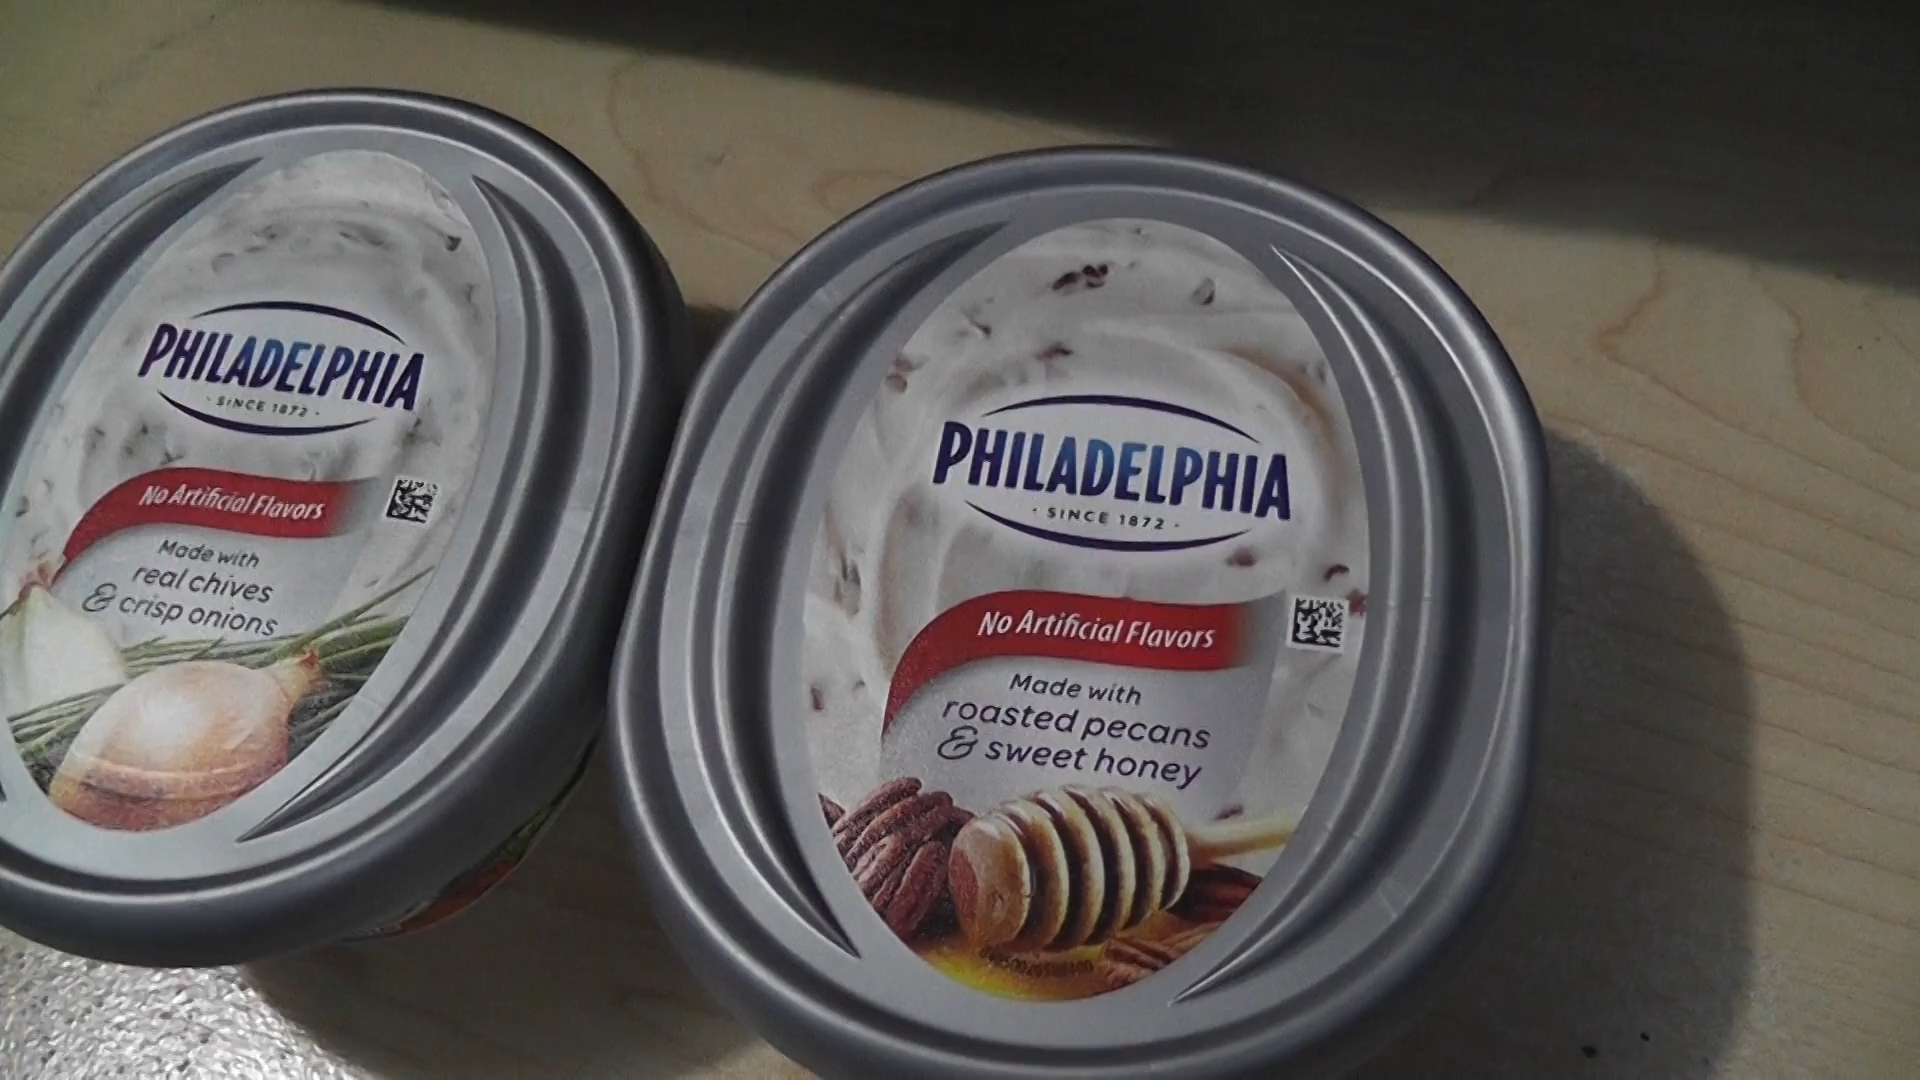 PHILADELPHIA
· SINCE 1872 ·
No Artificial Flavors
Made with
real chives
& crisp onions
PHILADELPHIA
· SINCE 1872 ·
No Artificial Flavors
Made with
roasted pecans
& sweet honey